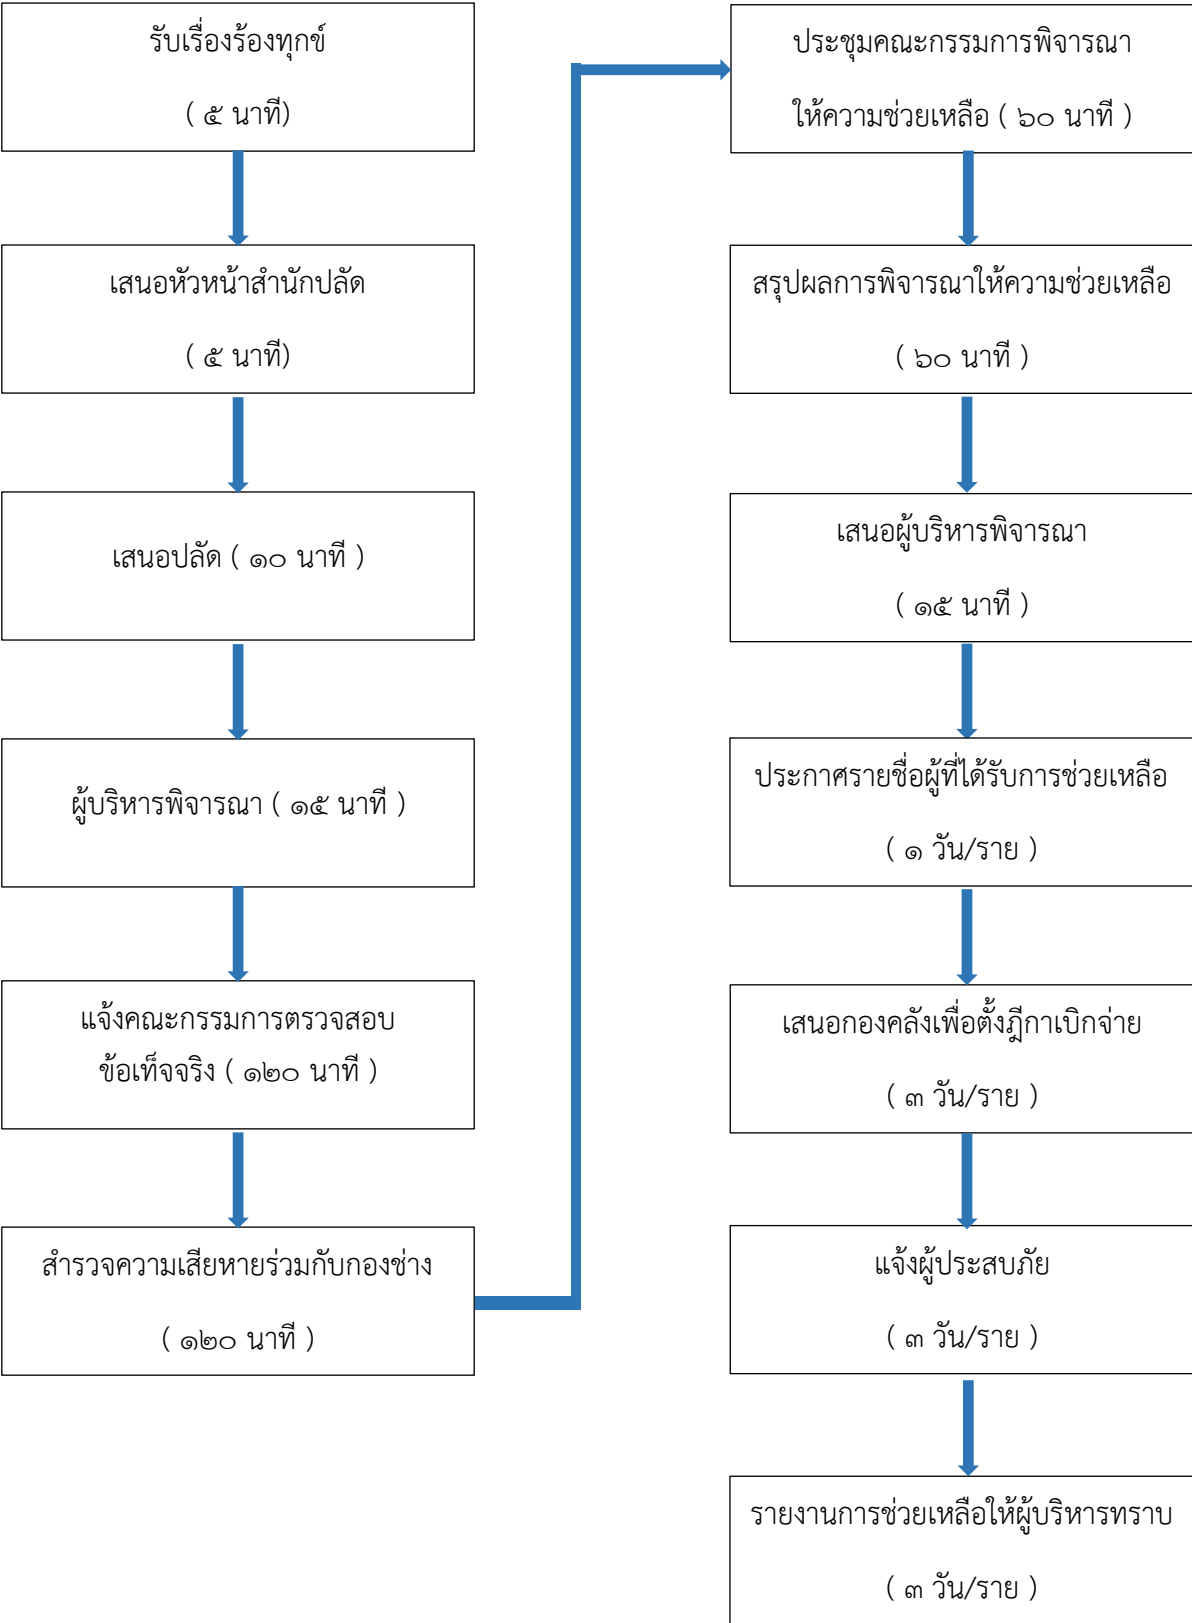 รับเรื่องร้องทุกข์
( ๕ นาที)
เสนอหัวหน้าสำนักปลัด
( ๕ นาที)
เสนอปลัด ( ๑๐ นาที )
ผู้บริหารพิจารณา ( ๑๕ นาที )
แจ้งคณะกรรมการตรวจสอบ
ข้อเท็จจริง ( ๑๒๐ นาที )
สำรวจความเสียหายร่วมกับกองช่าง
( ๑๒๐ นาที )
ประชุมคณะกรรมการพิจารณา
ให้ความช่วยเหลือ ( ๖๐ นาที )
สรุปผลการพิจารณาให้ความช่วยเหลือ
( ๖๐ นาที )
เสนอผู้บริหารพิจารณา
( ๑๕ นาที )
ประกาศรายชื่อผู้ที่ได้รับการช่วยเหลือ
( ๑ วัน/ราย )
เสนอกองคลังเพื่อตั้งฎีกาเบิกจ่าย
( ๓ วัน/ราย )
แจ้งผู้ประสบภัย
( ๓ วัน/ราย )
รายงานการช่วยเหลือให้ผู้บริหารทราบ
( ๓ วัน/ราย )